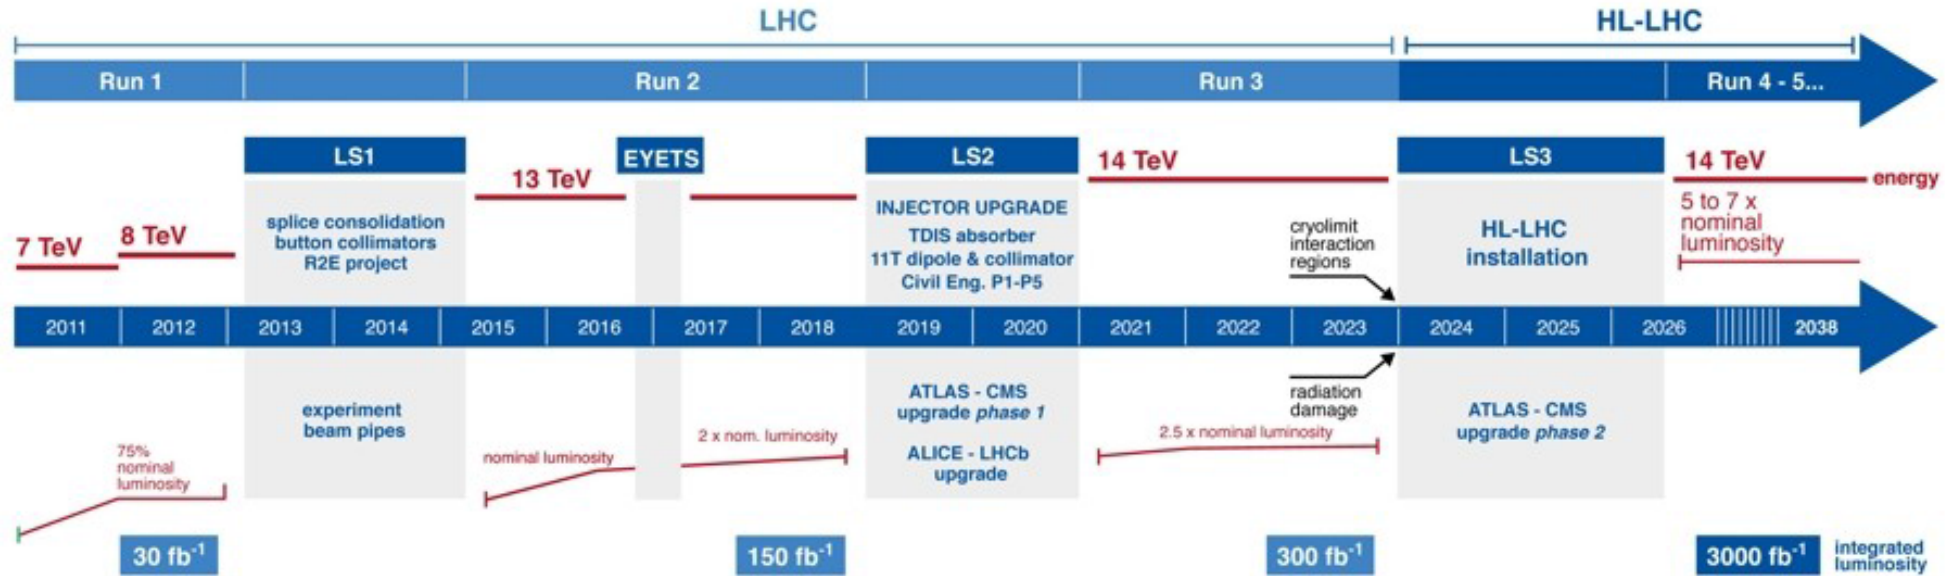 LHC
HL-LHC
Run 1
Run 2
Run 3
Run 4 - 5...
LS1
EYETS
LS2
LS3
7 TeV
8 TeV
13 TeV
14 TeV
14 TeV
energy
splice consolidation
button collimators
R2E project
INJECTOR UPGRADE
TDIS absorber
11T dipole & collimator
Civil Eng. P1-P5
cryolimit
interaction
regions
HL-LHC
installation
5 to 7 x
nominal
luminosity
2011
2012
2013
2014
2015
2016
2017
2018
2019
2020
2021
2022
2023
2024
2025
2026
2038
75%
nominal
luminosity
experiment
beam pipes
nominal luminosity
2 x nom. luminosity
ATLAS - CMS
upgrade phase 1
ALICE - LHCb
upgrade
2.5 x nominal luminosity
radiation
damage
ATLAS - CMS
upgrade phase 2
30 fb-1
150 fb-1
300 fb-1
3000 fb-1
integrated
luminosity